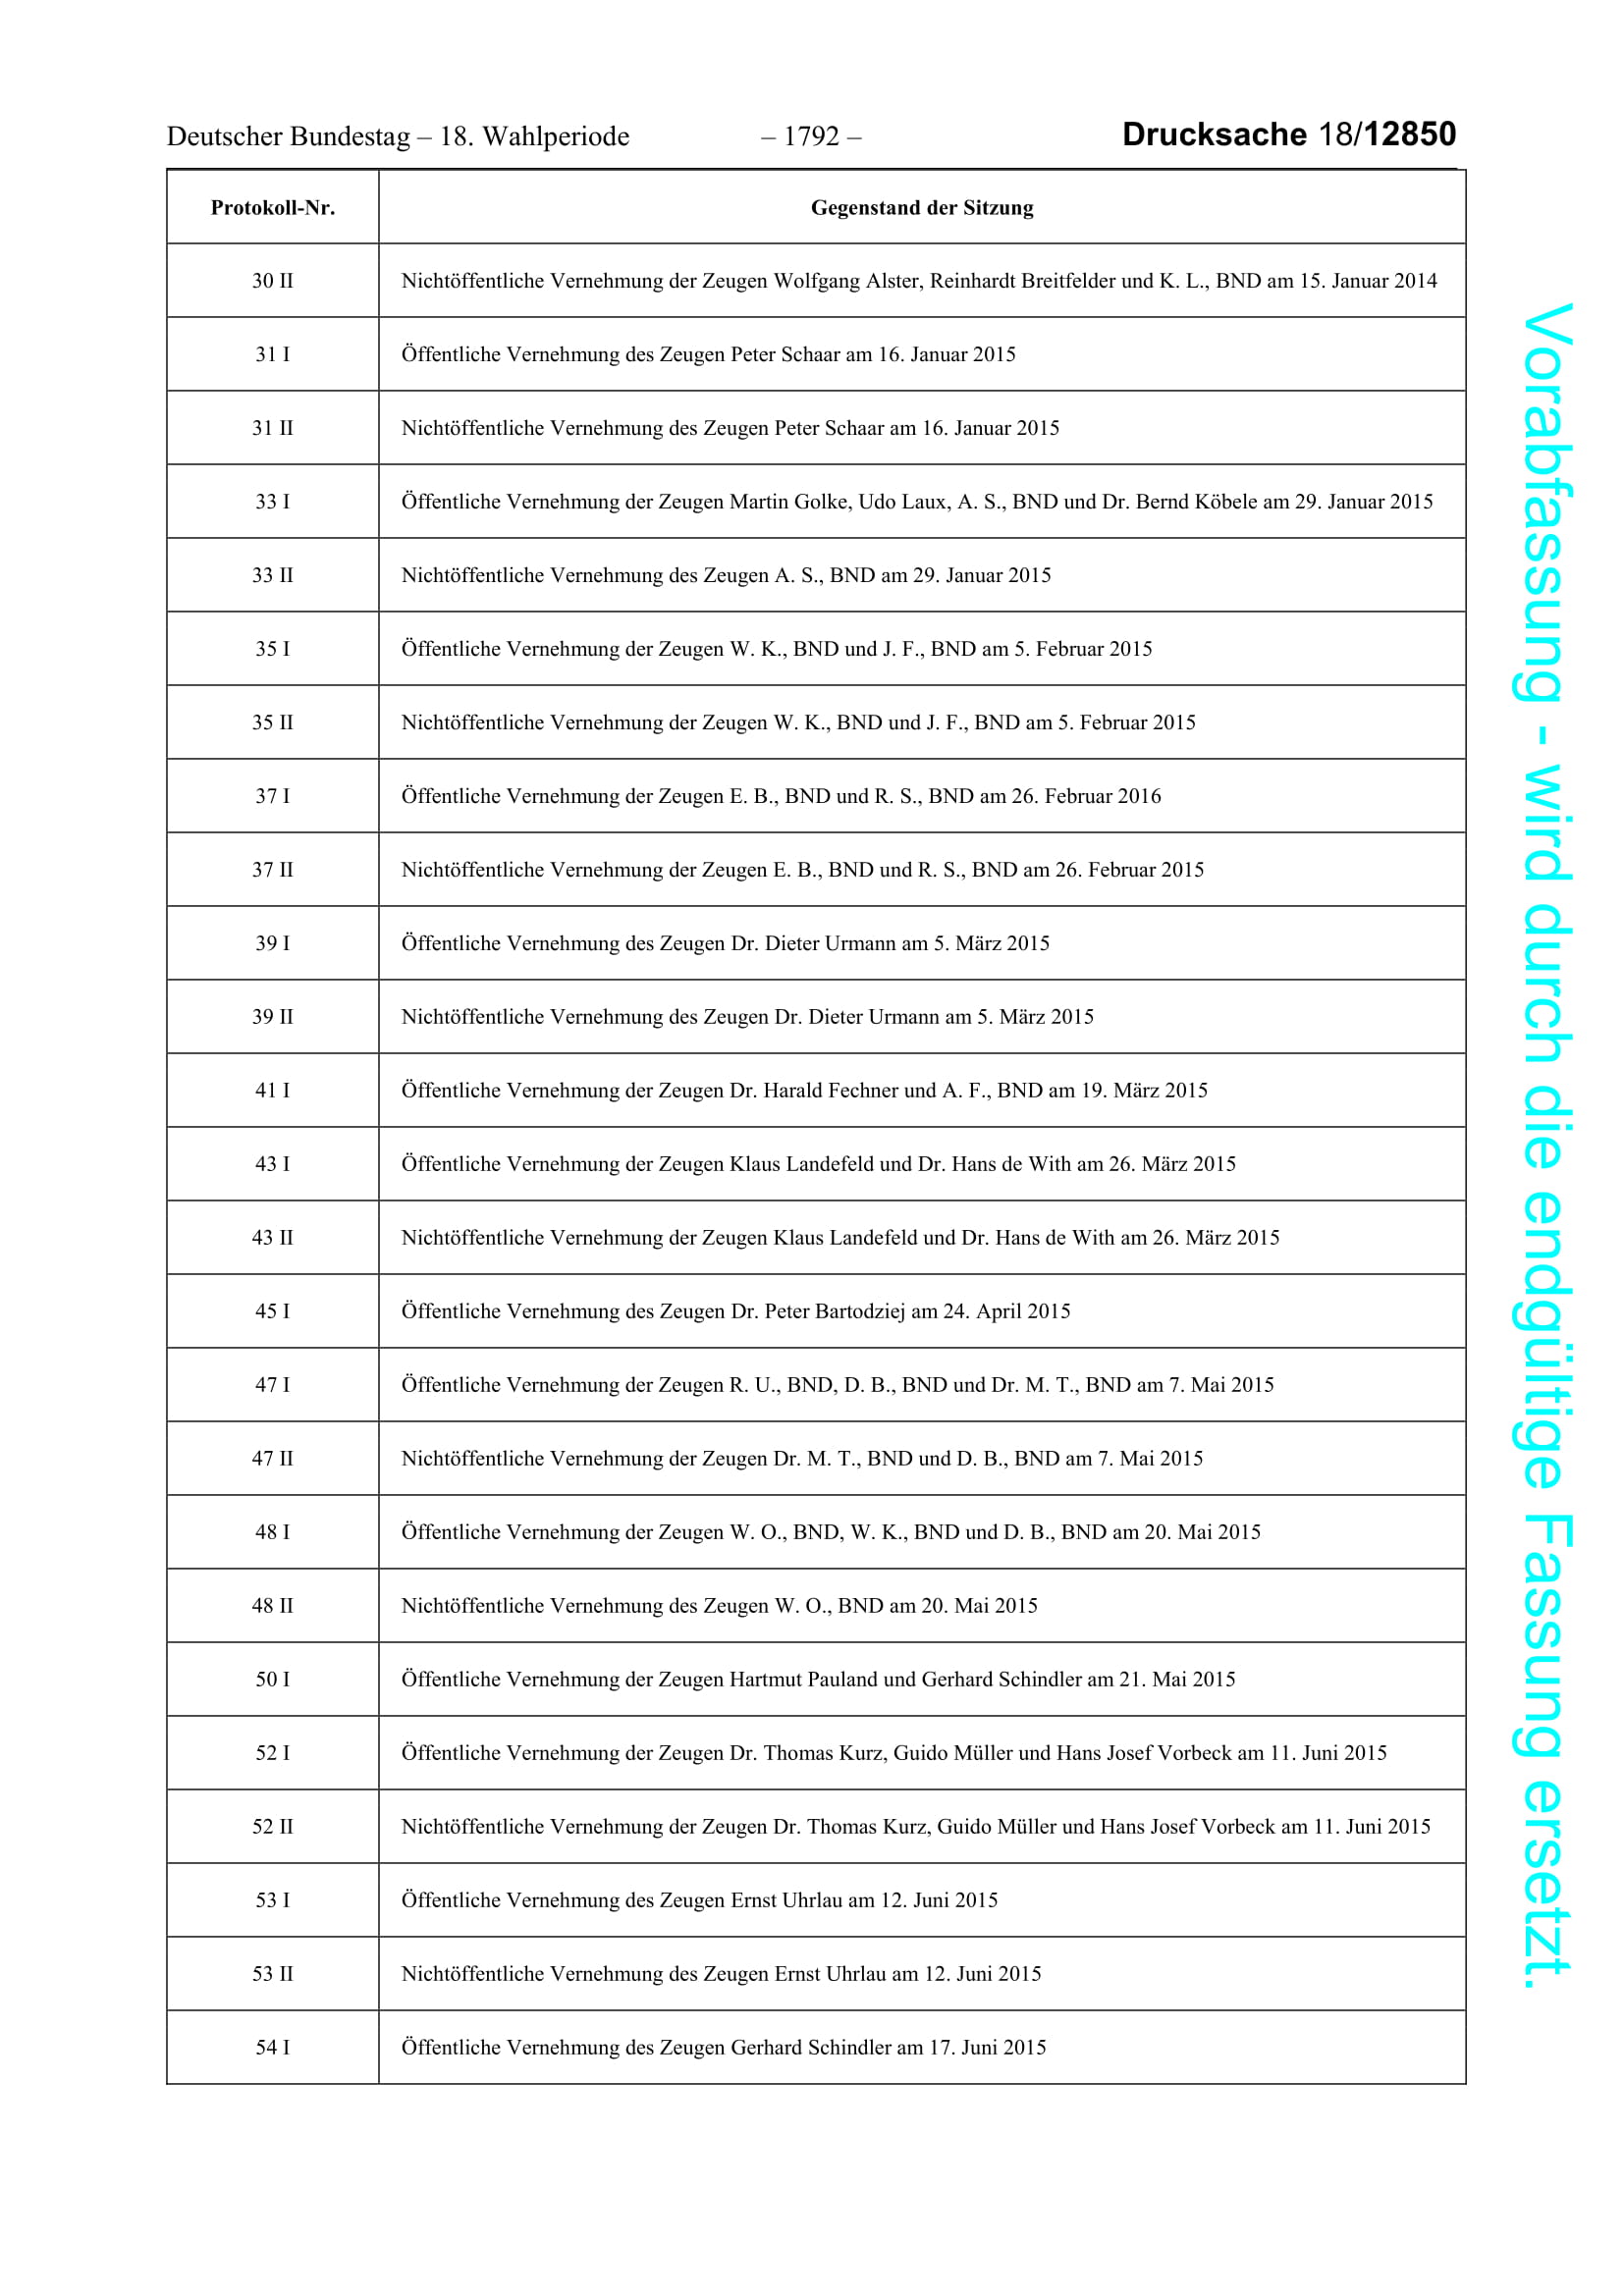 Deutscher Bundestag – 18. Wahlperiode – 1792 – Drucksache 18/12850
Protokoll-Nr. Gegenstand der Sitzung
30 II Nichtöffentliche Vernehmung der Zeugen Wolfgang Alster, Reinhardt Breitfelder und K. L., BND am 15. Januar 2014
31 I Öffentliche Vernehmung des Zeugen Peter Schaar am 16. Januar 2015
31 II Nichtöffentliche Vernehmung des Zeugen Peter Schaar am 16. Januar 2015
33 I Öffentliche Vernehmung der Zeugen Martin Golke, Udo Laux, A. S., BND und Dr. Bernd Köbele am 29. Januar 2015
33 II Nichtöffentliche Vernehmung des Zeugen A. S., BND am 29. Januar 2015
35 I Öffentliche Vernehmung der Zeugen W. K., BND und J. F., BND am 5. Februar 2015
35 II Nichtöffentliche Vernehmung der Zeugen W. K., BND und J. F., BND am 5. Februar 2015
37 I Öffentliche Vernehmung der Zeugen E. B., BND und R. S., BND am 26. Februar 2016
37 II Nichtöffentliche Vernehmung der Zeugen E. B., BND und R. S., BND am 26. Februar 2015
39 I Öffentliche Vernehmung des Zeugen Dr. Dieter Urmann am 5. März 2015
39 II Nichtöffentliche Vernehmung des Zeugen Dr. Dieter Urmann am 5. März 2015
41 I Öffentliche Vernehmung der Zeugen Dr. Harald Fechner und A. F., BND am 19. März 2015
43 I Öffentliche Vernehmung der Zeugen Klaus Landefeld und Dr. Hans de With am 26. März 2015
43 II Nichtöffentliche Vernehmung der Zeugen Klaus Landefeld und Dr. Hans de With am 26. März 2015
45 I Öffentliche Vernehmung des Zeugen Dr. Peter Bartodziej am 24. April 2015
47 I Öffentliche Vernehmung der Zeugen R. U., BND, D. B., BND und Dr. M. T., BND am 7. Mai 2015
47 II Nichtöffentliche Vernehmung der Zeugen Dr. M. T., BND und D. B., BND am 7. Mai 2015
48 I Öffentliche Vernehmung der Zeugen W. O., BND, W. K., BND und D. B., BND am 20. Mai 2015
48 II Nichtöffentliche Vernehmung des Zeugen W. O., BND am 20. Mai 2015
50 I Öffentliche Vernehmung der Zeugen Hartmut Pauland und Gerhard Schindler am 21. Mai 2015
52 I Öffentliche Vernehmung der Zeugen Dr. Thomas Kurz, Guido Müller und Hans Josef Vorbeck am 11. Juni 2015
52 II Nichtöffentliche Vernehmung der Zeugen Dr. Thomas Kurz, Guido Müller und Hans Josef Vorbeck am 11. Juni 2015
53 I Öffentliche Vernehmung des Zeugen Ernst Uhrlau am 12. Juni 2015
53 II Nichtöffentliche Vernehmung des Zeugen Ernst Uhrlau am 12. Juni 2015
54 I Öffentliche Vernehmung des Zeugen Gerhard Schindler am 17. Juni 2015
Vorabfassung - wird durch die endgültige Fassung ersetzt.